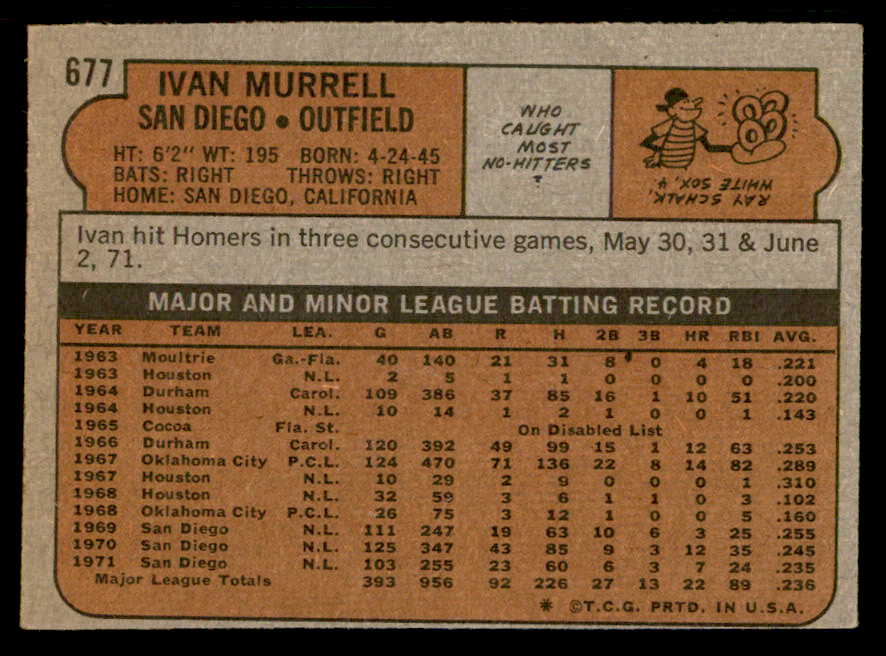 677
IVAN MURRELL
SAN DIEGO • OUTFIELD
HT: 6'2" WT: 195 BORN: 4-24-45
BATS: RIGHT THROWS: RIGHT
HOME: SAN DIEGO, CALIFORNIA
WHO
CAUGHT
MOST
NO-HITTERS
?
RAY SCHALK,
WHITE SOX, 4
Ivan hit Homers in three consecutive games, May 30, 31 & June
2, 71.
MAJOR AND MINOR LEAGUE BATTING RECORD
YEAR TEAM LEA. G AB R H 2B 3B HR RBI AVG.
1963 Moultrie Ga.-Fla. 40 140 21 31 8 0 4 18 .221
1963 Houston N.L. 2 5 1 1 0 0 0 0 .200
1964 Durham Carol. 109 386 37 85 16 1 10 51 .220
1964 Houston N.L. 10 14 1 2 1 0 0 1 .143
1965 Cocoa Fla. St. On Disabled List
1966 Durham Carol. 120 392 49 99 15 1 12 63 .253
1967 Oklahoma City P.C.L. 124 470 71 136 22 8 14 82 .289
1967 Houston N.L. 10 29 2 9 0 0 0 1 .310
1968 Houston N.L. 32 59 3 6 1 1 0 3 .102
1968 Oklahoma City P.C.L. 26 75 3 12 1 0 0 5 .160
1969 San Diego N.L. 111 247 19 63 10 6 3 25 .255
1970 San Diego N.L. 125 347 43 85 9 3 12 35 .245
1971 San Diego N.L. 103 255 23 60 6 3 7 24 .235
Major League Totals 393 956 92 226 27 13 22 89 .236
* ©T.C.G. PRTD. IN U.S.A.